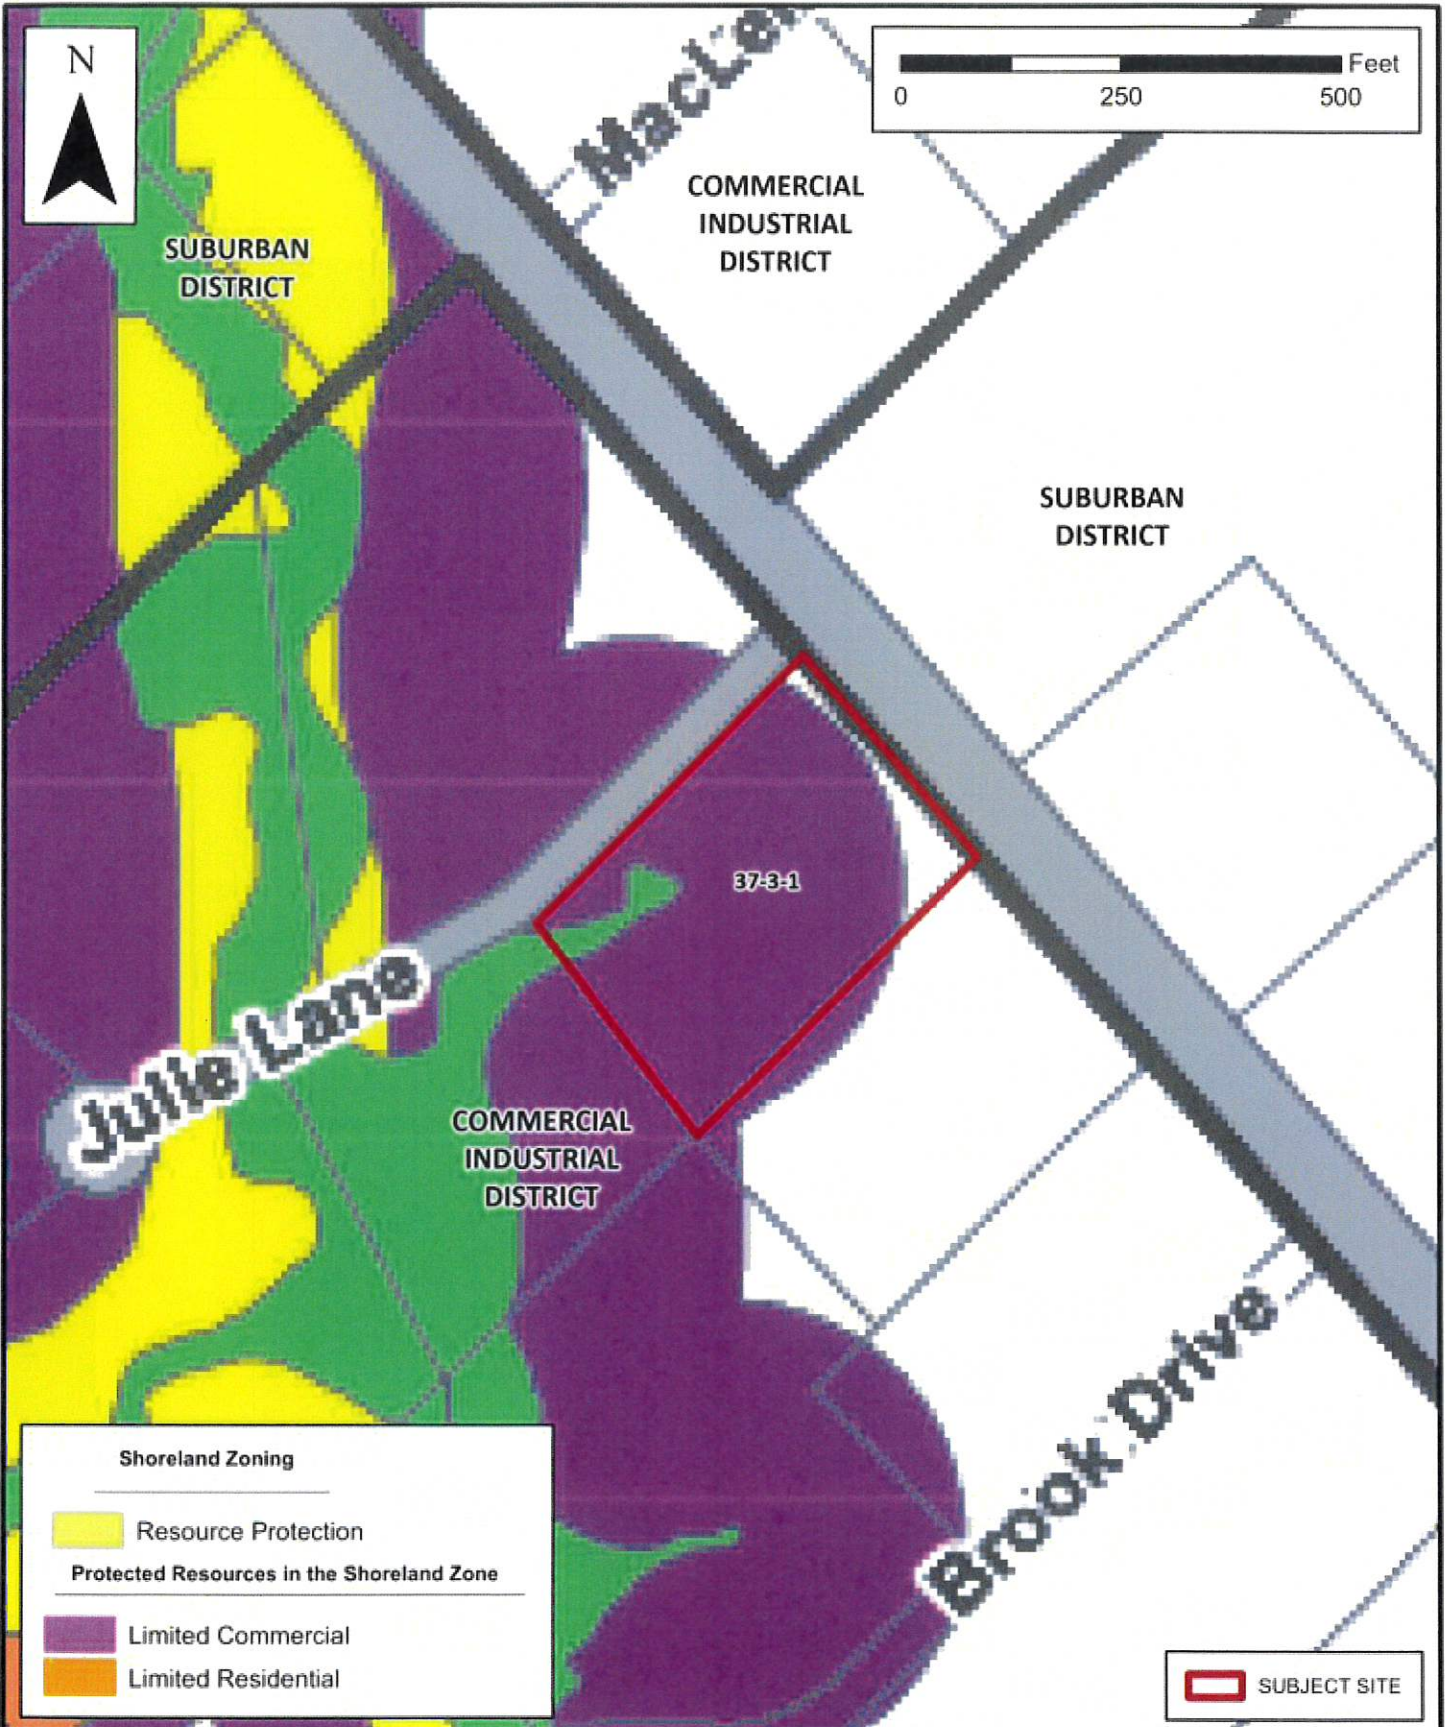 N
Feet
0 250 500
COMMERCIAL
INDUSTRIAL
DISTRICT
SUBURBAN
DISTRICT
SUBURBAN
DISTRICT
37-3-1
Julie Lane
COMMERCIAL
INDUSTRIAL
DISTRICT
Brook Drive
Shoreland Zoning
Resource Protection
Protected Resources in the Shoreland Zone
Limited Commercial
Limited Residential
SUBJECT SITE